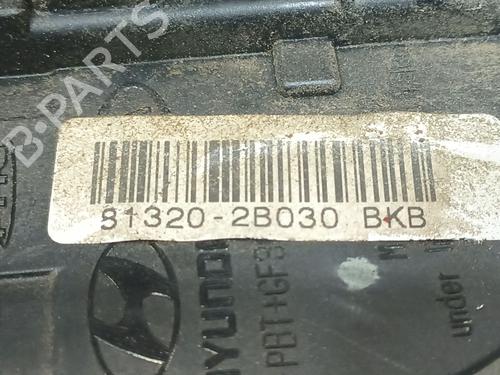 B-PARTS
81320-2B030 BKB
HYUNDAI
PBT+GF3
under